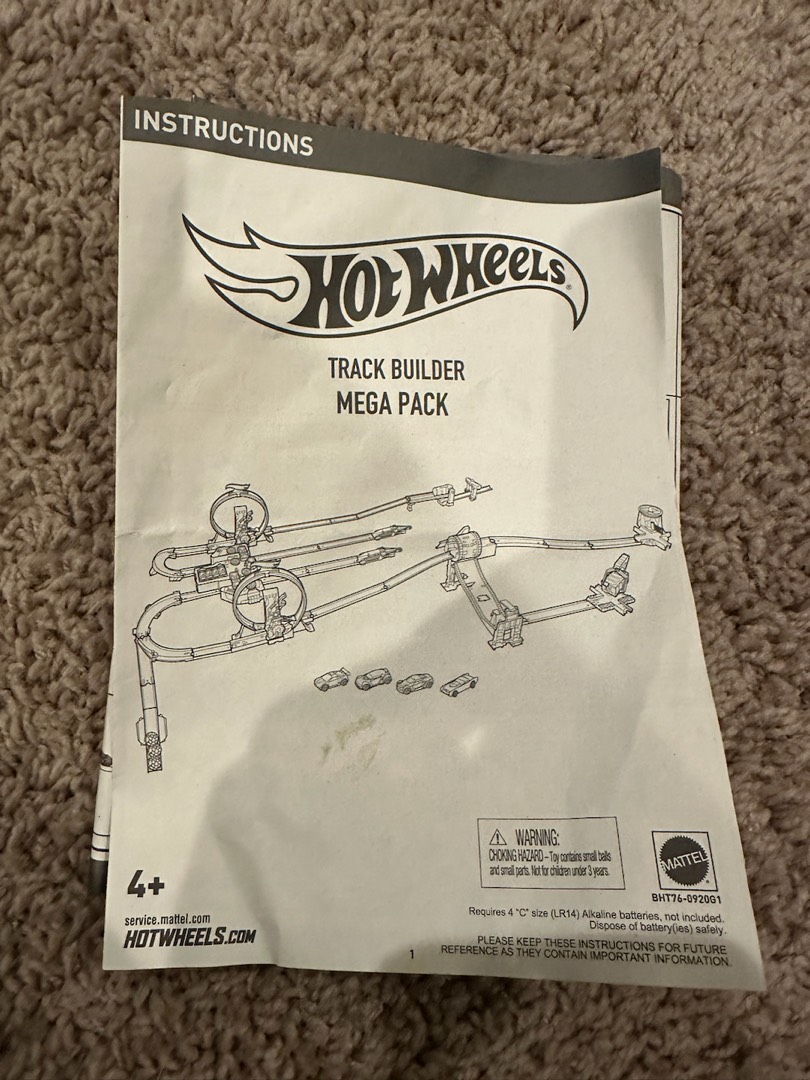 INSTRUCTIONS
Hot Wheels®
TRACK BUILDER
MEGA PACK
⚠ WARNING:
CHOKING HAZARD – Toy contains small balls
and small parts. Not for children under 3 years.
MATTEL
BHT76-0920G1
4+
Requires 4 "C" size (LR14) Alkaline batteries, not included.
Dispose of battery(ies) safely.
service.mattel.com
HOTWHEELS.COM
1
PLEASE KEEP THESE INSTRUCTIONS FOR FUTURE
REFERENCE AS THEY CONTAIN IMPORTANT INFORMATION.